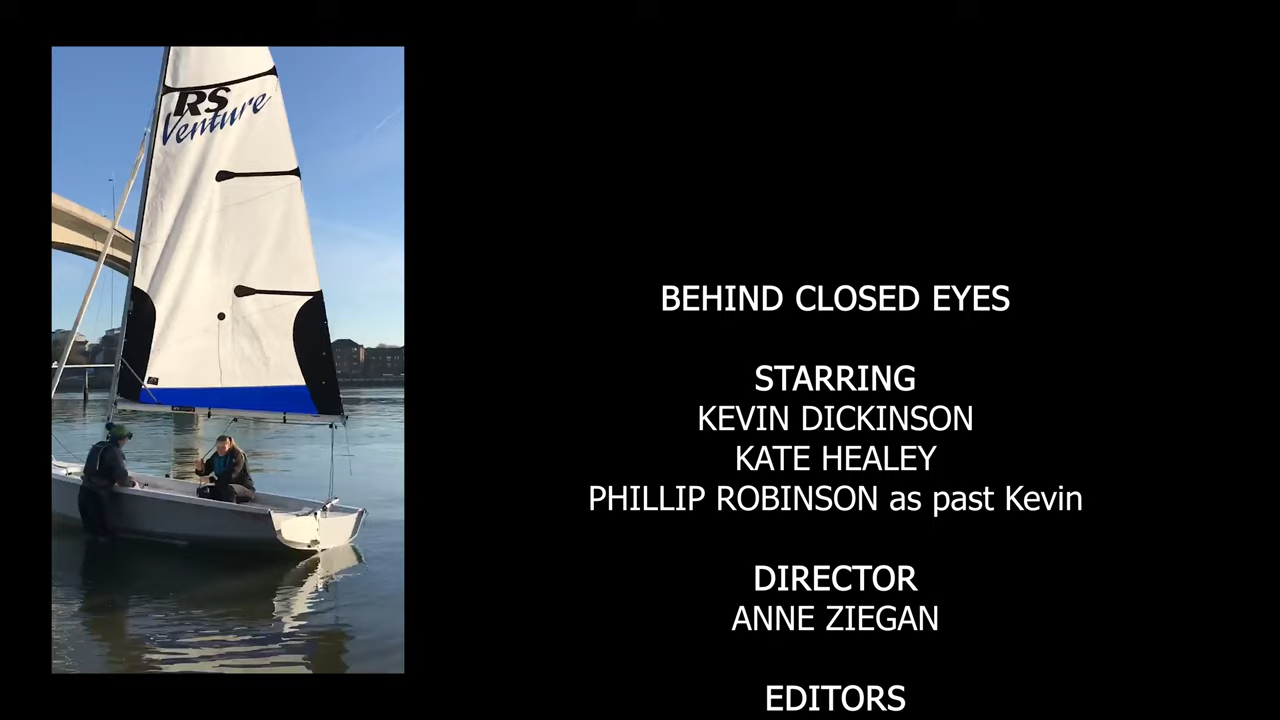 RS
Venture
BEHIND CLOSED EYES
STARRING
KEVIN DICKINSON
KATE HEALEY
PHILLIP ROBINSON as past Kevin
DIRECTOR
ANNE ZIEGAN
EDITORS